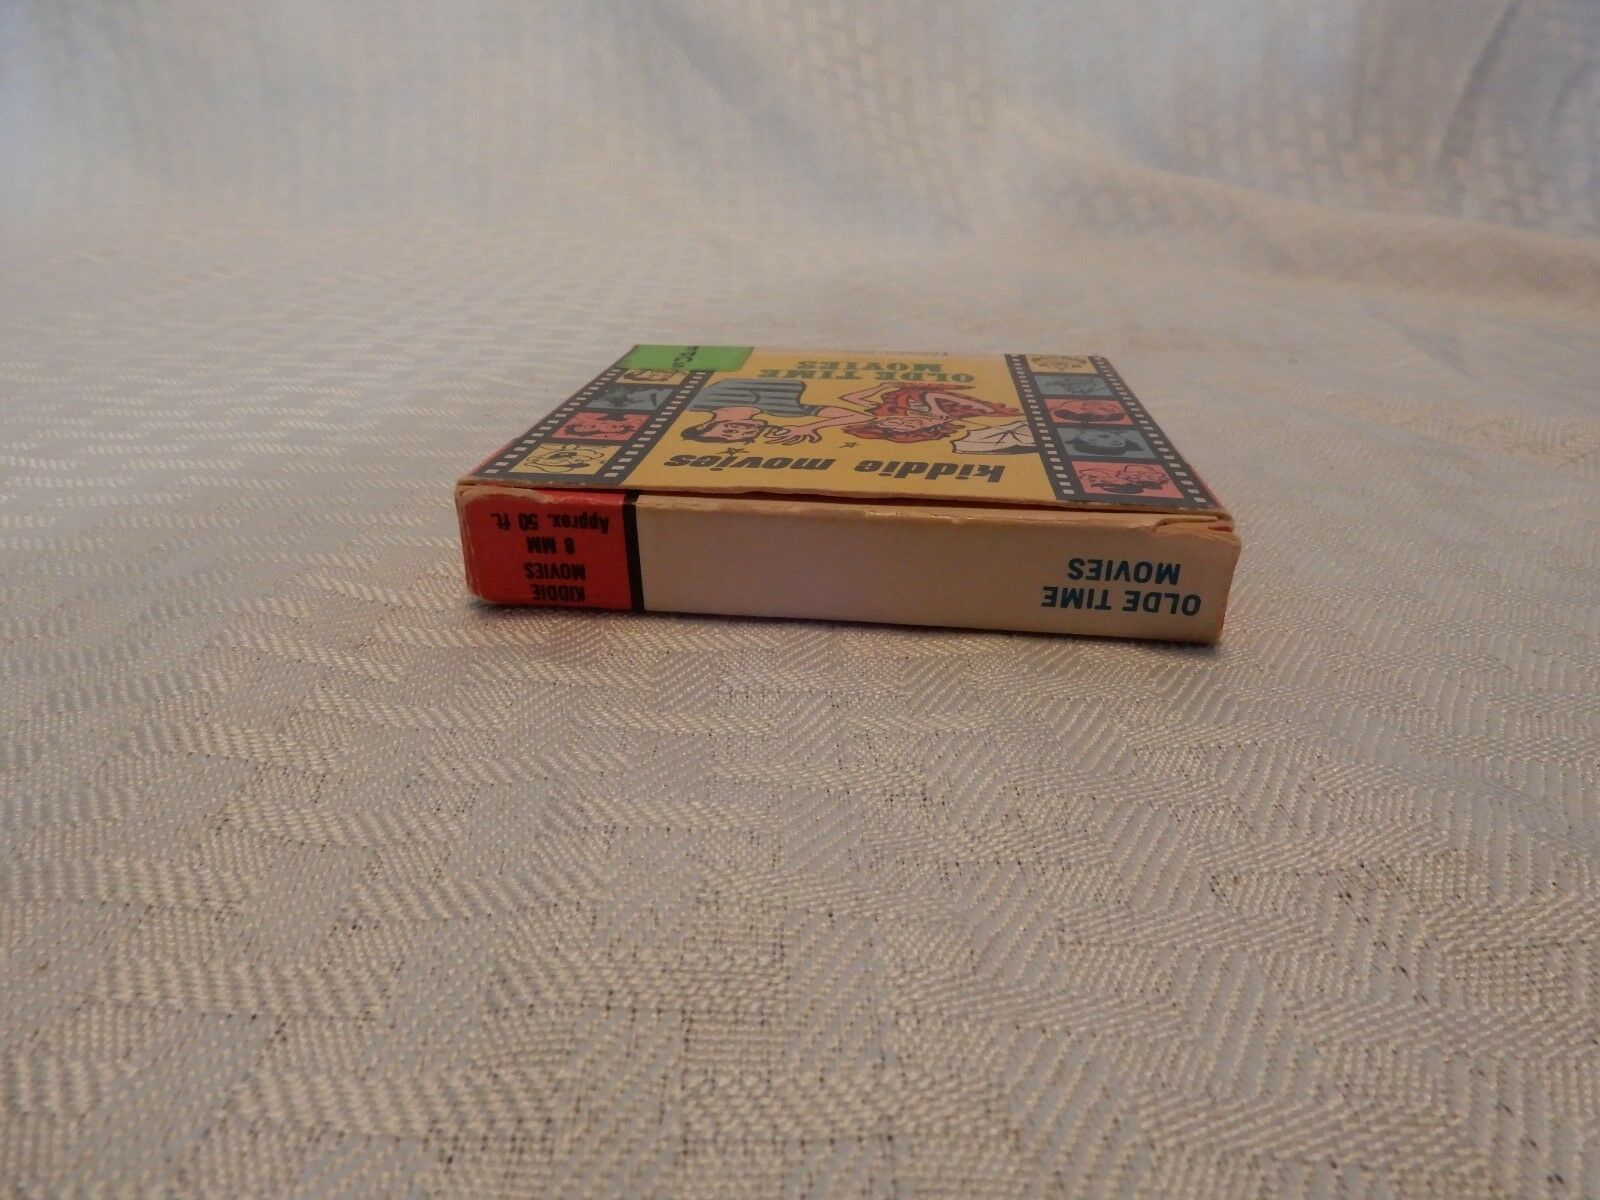 kiddie movies
OLDE TIME
MOVIES
KIDDIE
MOVIES
8 MM
Approx. 50 ft.
OLDE TIME
MOVIES